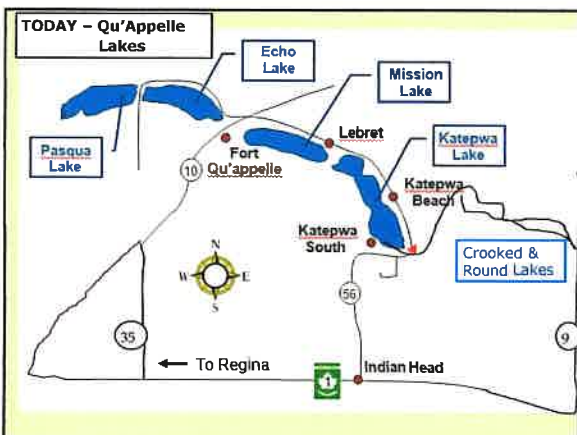 TODAY – Qu'Appelle
Lakes
Echo
Lake
Mission
Lake
Pasqua
Lake
Fort
Qu'appelle
Lebret
Katepwa
Lake
Katepwa
Beach
Katepwa
South
Crooked &
Round Lakes
10
N
W
E
S
56
35
9
To Regina
1
Indian Head